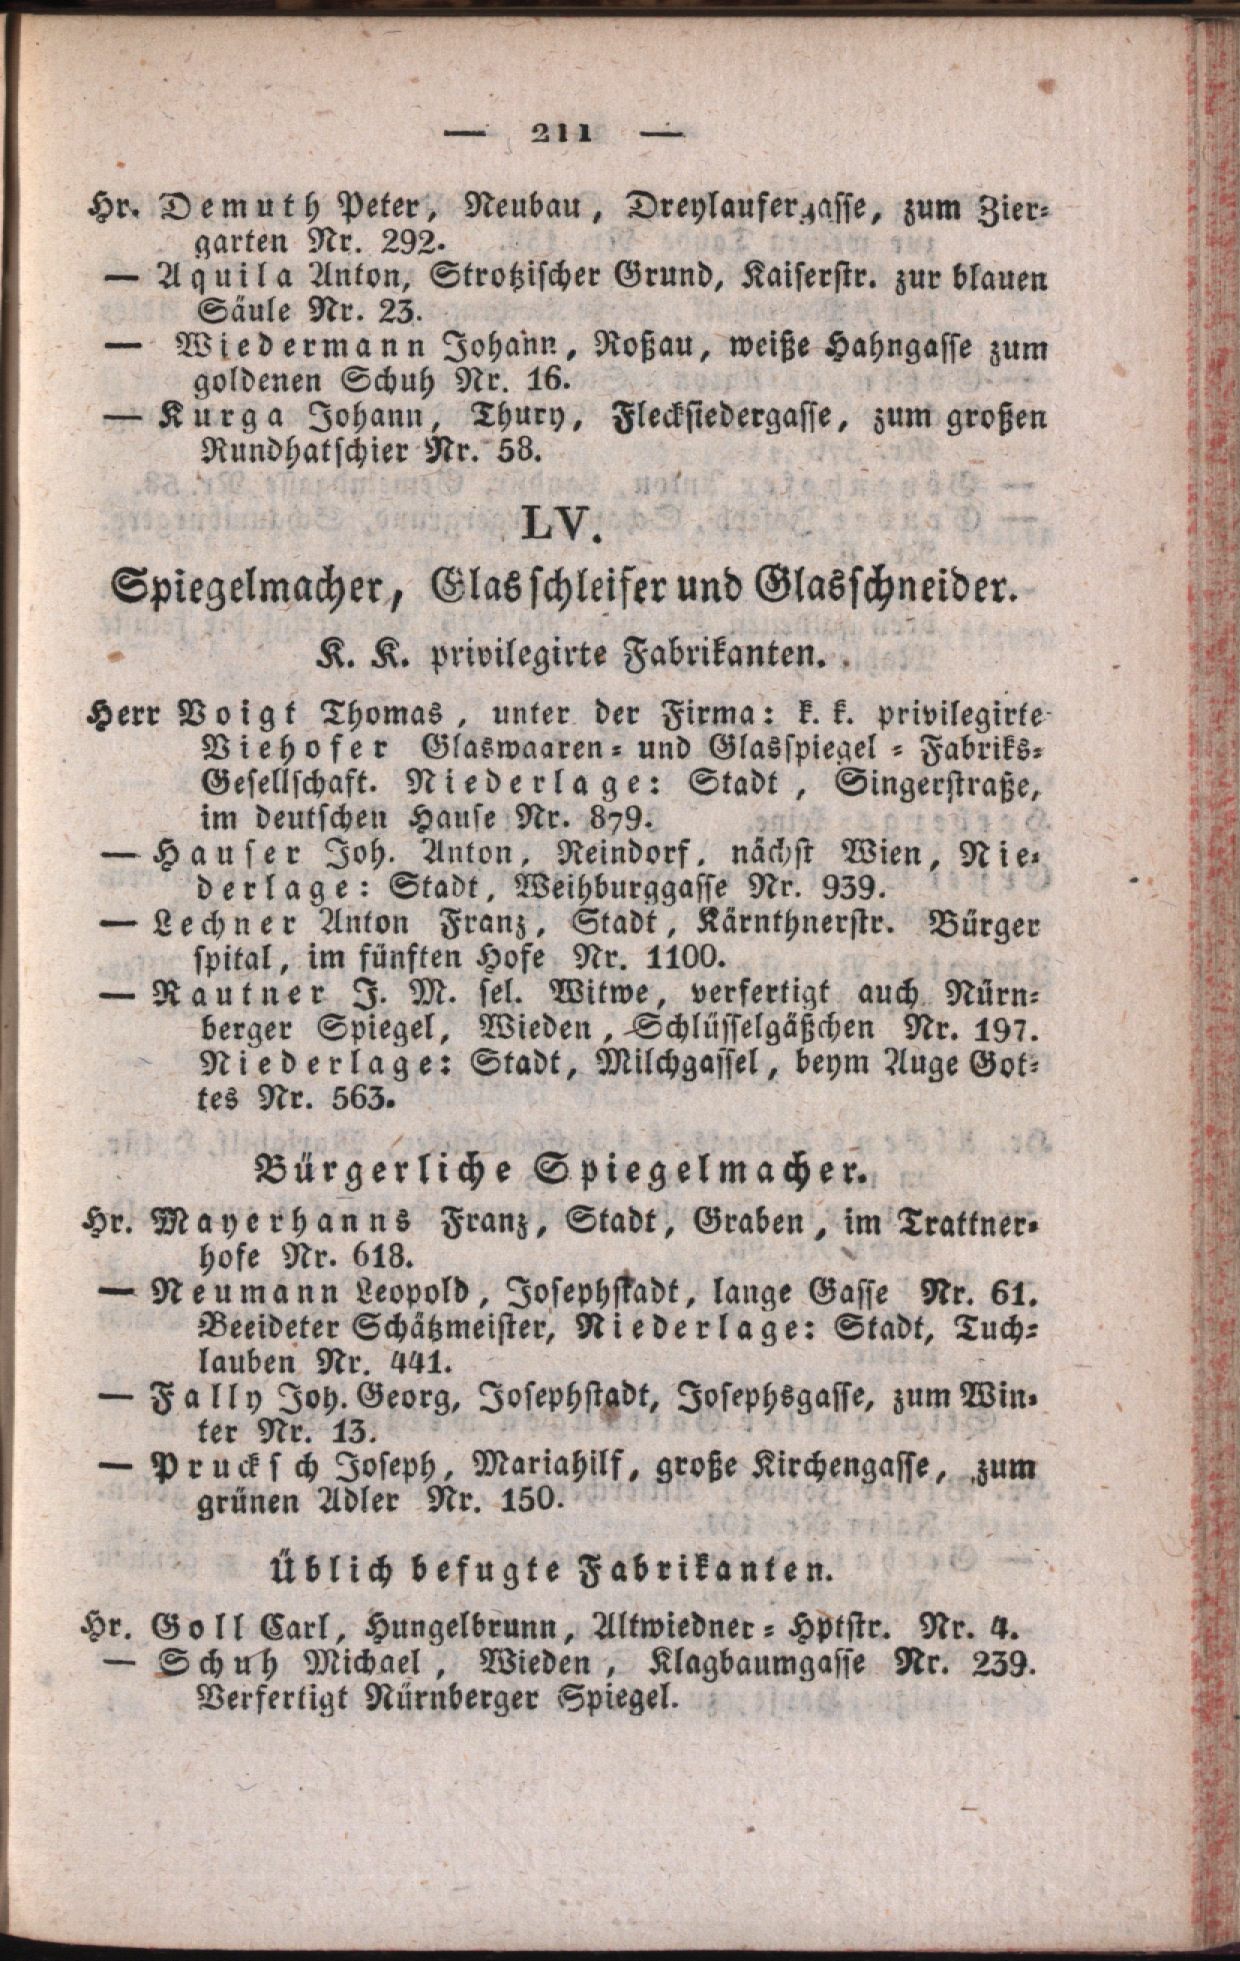 — 211 —
Hr. Demuth Peter, Neubau, Dreylaufergasse, zum Zier-
garten Nr. 292.
— Aquila Anton, Strotzischer Grund, Kaiserstr. zur blauen
Säule Nr. 23.
— Wiedermann Johann, Roßau, weiße Hahngasse zum
goldenen Schuh Nr. 16.
— Kurga Johann, Thury, Flecksiedergasse, zum großen
Rundhatschier Nr. 58.
LV.
Spiegelmacher, Glasschleifer und Glasschneider.
K. K. privilegirte Fabrikanten.
Herr Voigt Thomas, unter der Firma: k. k. privilegirte
Viehofer Glaswaaren- und Glasspiegel-Fabriks-
Gesellschaft. Niederlage: Stadt, Singerstraße,
im deutschen Hause Nr. 879.
— Hauser Joh. Anton, Reindorf, nächst Wien, Nie-
derlage: Stadt, Weihburggasse Nr. 939.
— Lechner Anton Franz, Stadt, Kärnthnerstr. Bürger
spital, im fünften Hofe Nr. 1100.
— Rautner J. M. sel. Witwe, verfertigt auch Nürn-
berger Spiegel, Wieden, Schlüsselgäßchen Nr. 197.
Niederlage: Stadt, Milchgassel, beym Auge Got-
tes Nr. 563.
Bürgerliche Spiegelmacher.
Hr. Mayerhanns Franz, Stadt, Graben, im Trattner-
hofe Nr. 618.
— Neumann Leopold, Josephstadt, lange Gasse Nr. 61.
Beeideter Schätzmeister, Niederlage: Stadt, Tuch-
lauben Nr. 441.
— Fally Joh. Georg, Josephstadt, Josephsgasse, zum Win-
ter Nr. 13.
— Prucksch Joseph, Mariahilf, große Kirchengasse, zum
grünen Adler Nr. 150.
Üblich befugte Fabrikanten.
Hr. Goll Carl, Hungelbrunn, Altwiedner-Hptstr. Nr. 4.
— Schuh Michael, Wieden, Klagbaumgasse Nr. 239.
Verfertigt Nürnberger Spiegel.